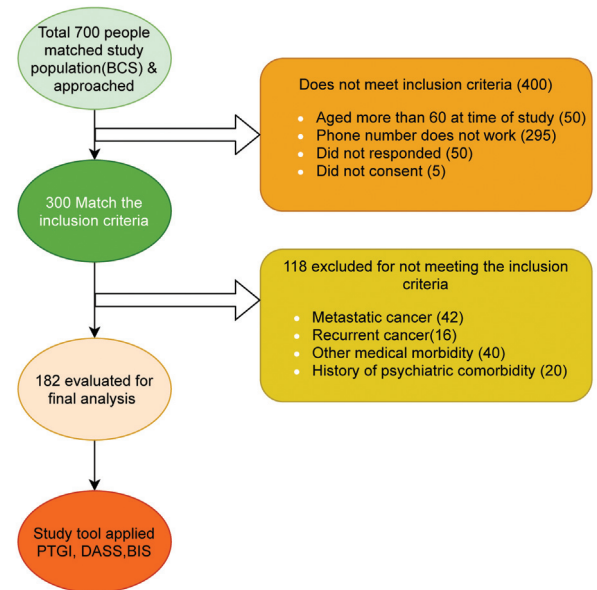 Total 700 people
matched study
population(BCS) &
approached
Does not meet inclusion criteria (400)
• Aged more than 60 at time of study (50)
• Phone number does not work (295)
• Did not responded (50)
• Did not consent (5)
300 Match the
inclusion criteria
118 excluded for not meeting the inclusion
criteria
• Metastatic cancer (42)
• Recurrent cancer(16)
• Other medical morbidity (40)
• History of psychiatric comorbidity (20)
182 evaluated for
final analysis
Study tool applied
PTGI, DASS,BIS